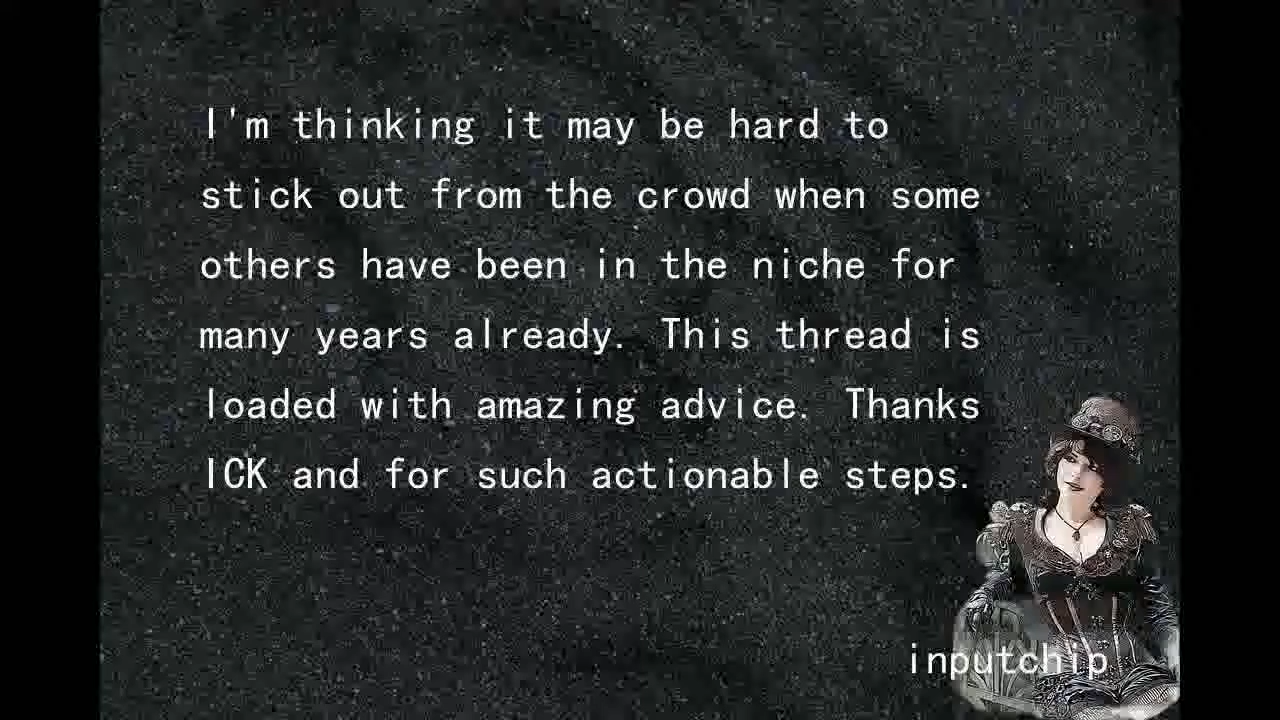 I'm thinking it may be hard to
stick out from the crowd when some
others have been in the niche for
many years already. This thread is
loaded with amazing advice. Thanks
ICK and for such actionable steps.
inputchip